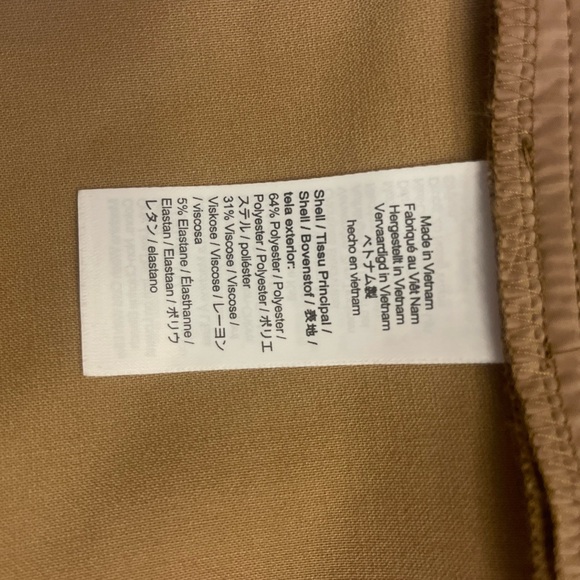 Made in Vietnam
Fabriqué au Việt Nam
Hergestellt in Vietnam
Vervaardigd in Vietnam
ベトナム製
hecho en vietnam
Shell / Tissu Principal /
Shell / Bovenstof / 表地 /
tela exterior:
64% Polyester / Polyester /
Polyester / Polyester / ポリエ
ステル / poliéster
31% Viscose / Viscose /
Viskose / Viscose / レーヨン
/ viscosa
5% Elastane / Élasthanne /
Elastan / Elastaan / ポリウ
レタン / elastano